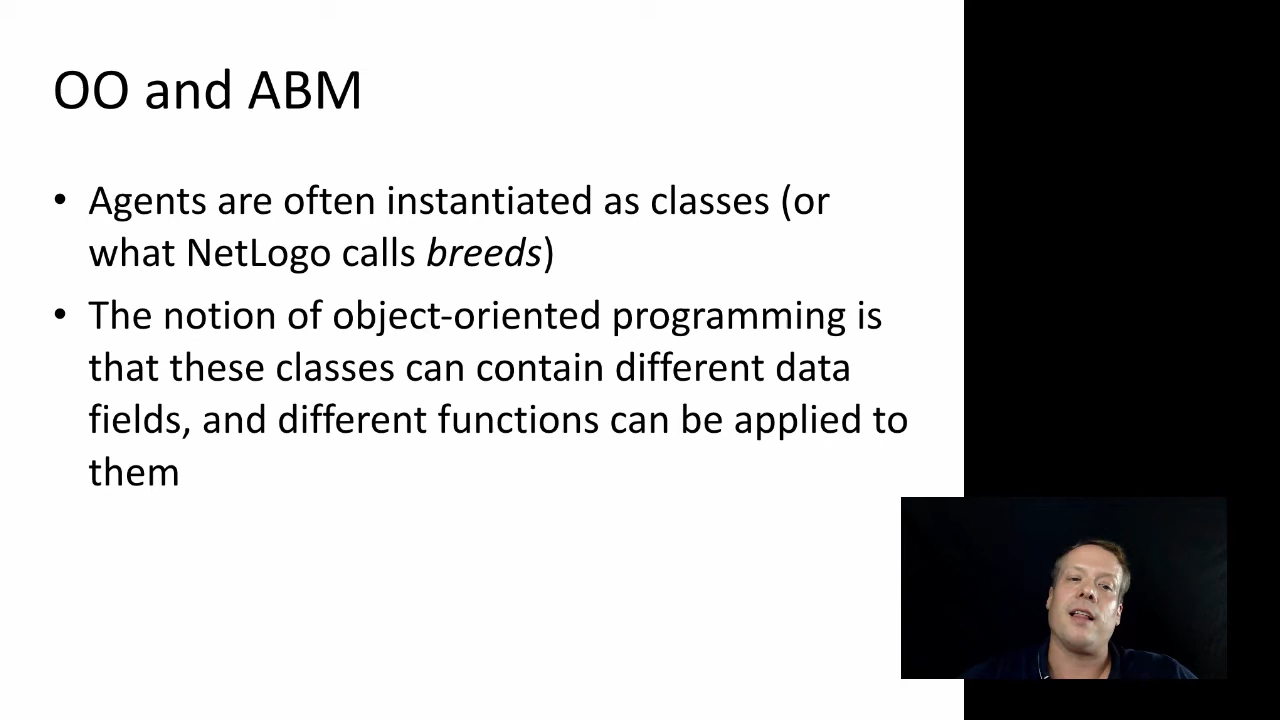 OO and ABM
• Agents are often instantiated as classes (or
what NetLogo calls breeds)
• The notion of object-oriented programming is
that these classes can contain different data
fields, and different functions can be applied to
them